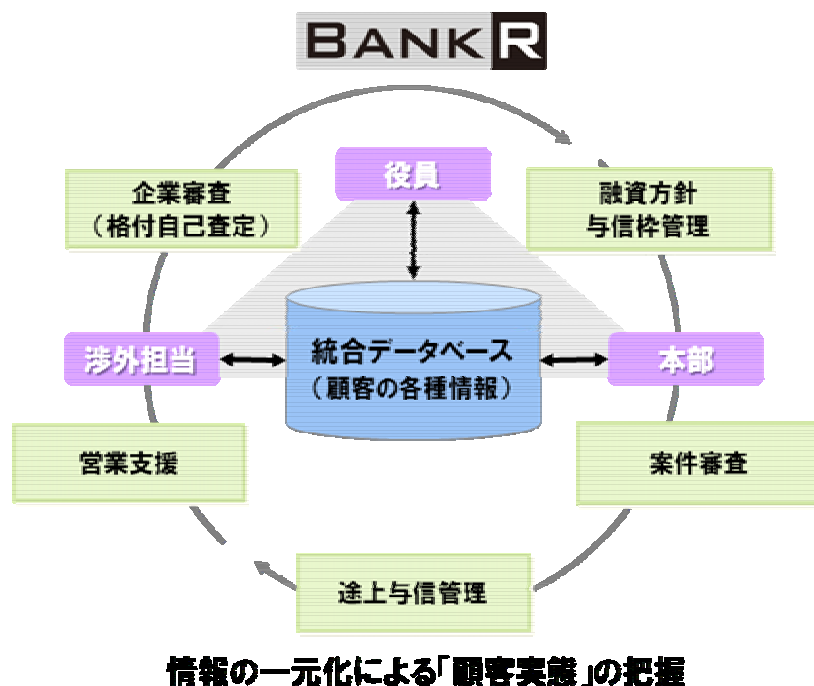 BANK R
役員
企業審査
（格付自己査定）
融資方針
与信枠管理
統合データベース
（顧客の各種情報）
渉外担当
本部
営業支援
案件審査
途上与信管理
情報の一元化による「顧客実態」の把握